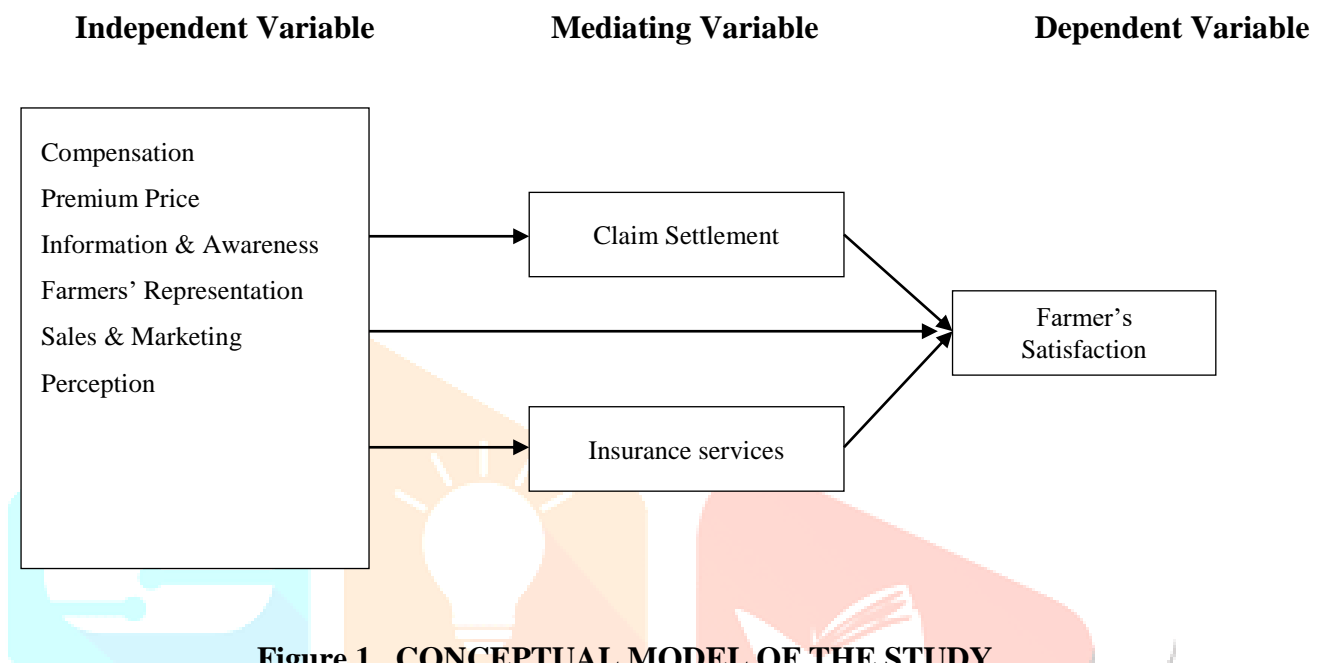 Independent Variable Mediating Variable Dependent Variable
Compensation
Premium Price
Information & Awareness
Farmers’ Representation
Sales & Marketing
Perception
Claim Settlement
Insurance services
Farmer’s
Satisfaction
Figure 1 CONCEPTUAL MODEL OF THE STUDY